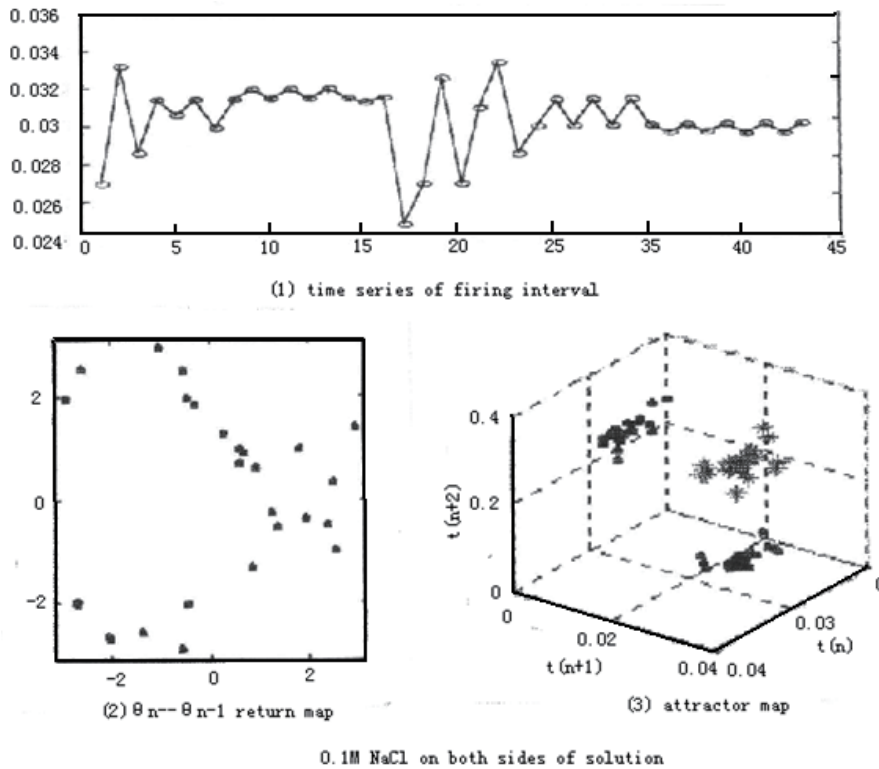 0.036
0.034
0.032
0.03
0.028
0.026
0.024
0 5 10 15 20 25 30 35 40 45
(1) time series of firing interval
2
0
-2
-2 0 2
(2) θn--θn-1 return map
0.4
0.2
0
t(n+2)
0
0.02
0.04
t(n+1)
0.04
0.03
0
t(n)
(3) attractor map
0.1M NaCl on both sides of solution